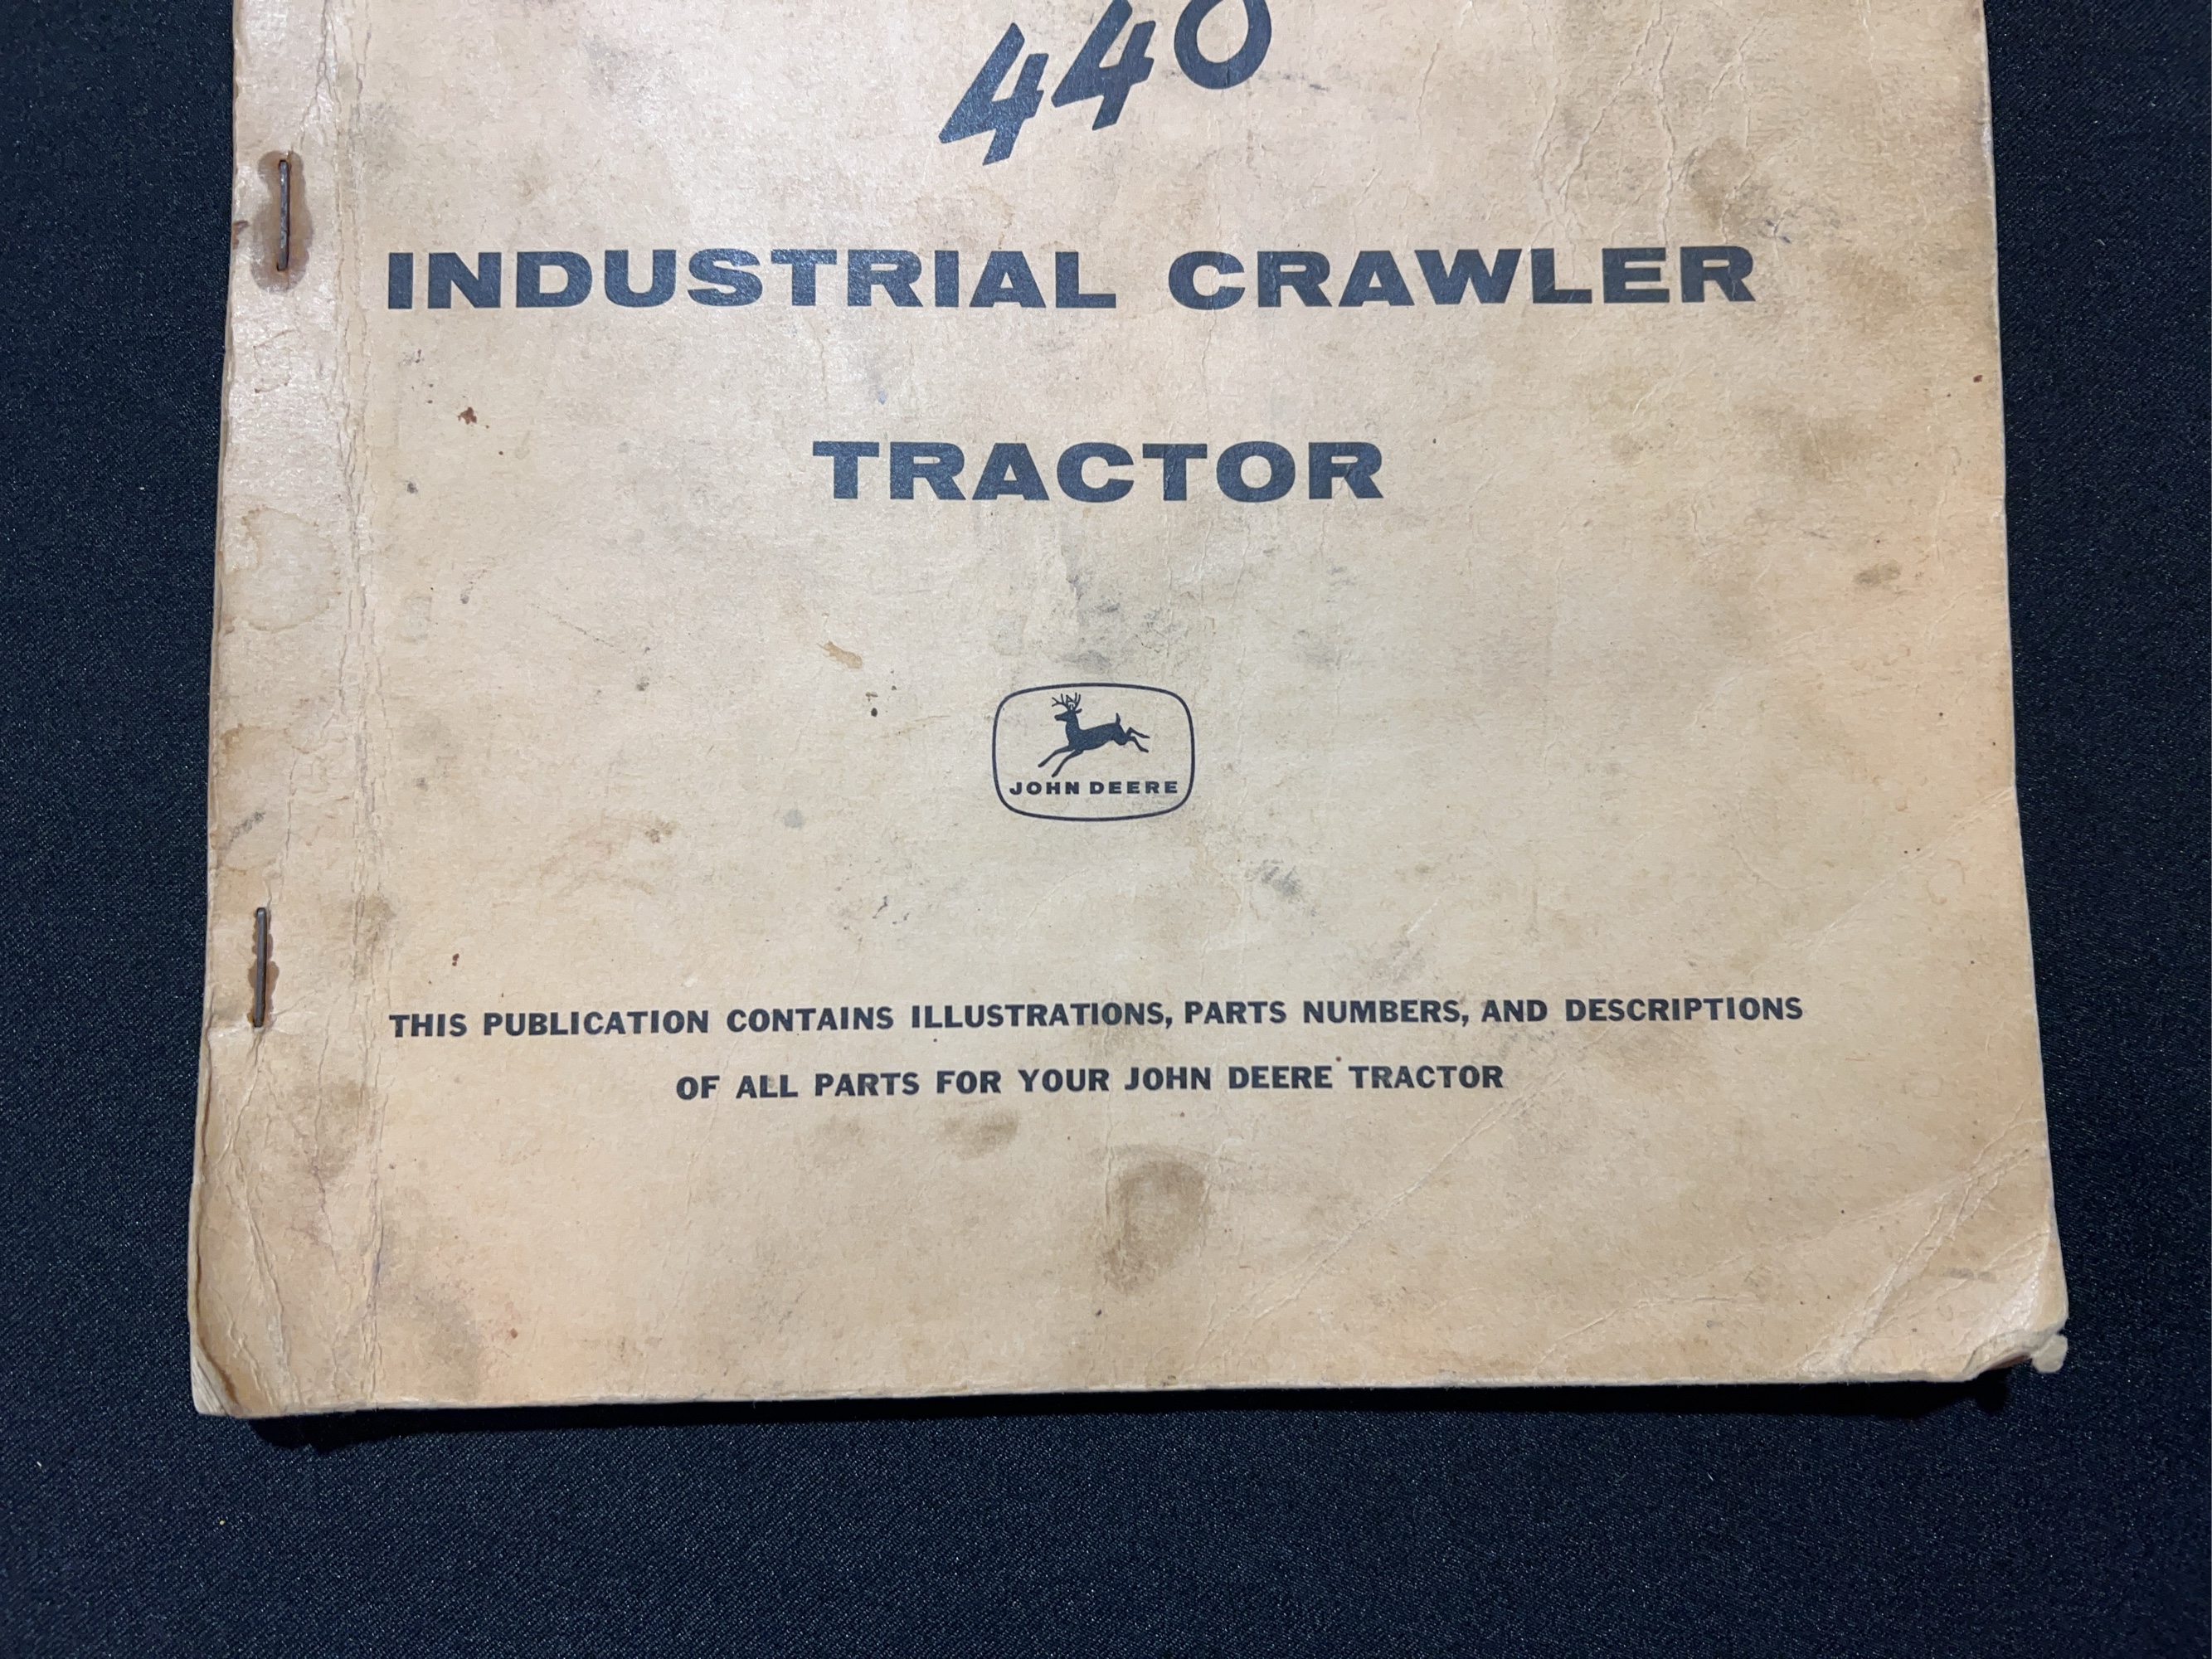 440
INDUSTRIAL CRAWLER
TRACTOR
JOHN DEERE
THIS PUBLICATION CONTAINS ILLUSTRATIONS, PARTS NUMBERS, AND DESCRIPTIONS
OF ALL PARTS FOR YOUR JOHN DEERE TRACTOR